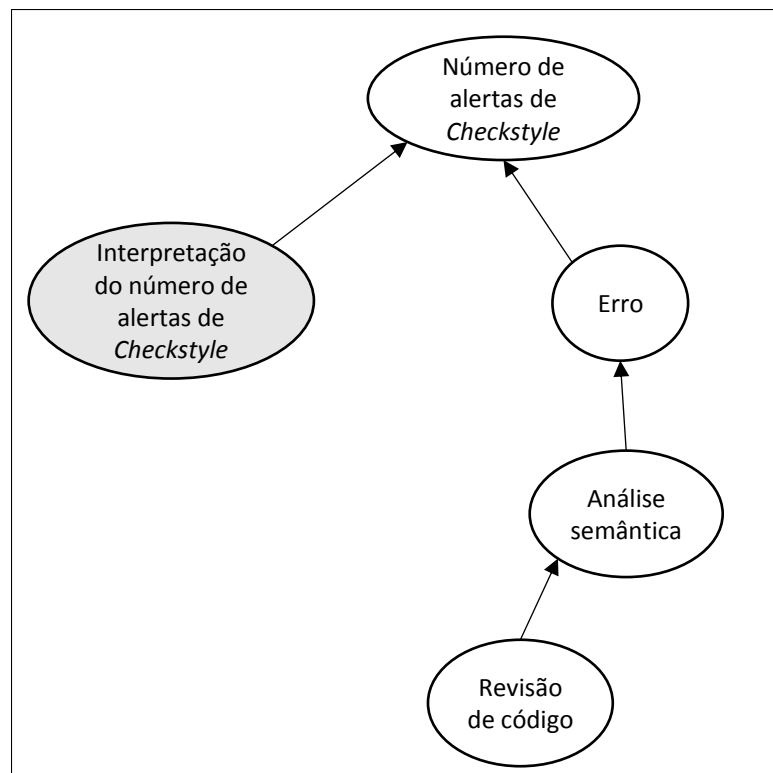 Número de
alertas de
Checkstyle
Interpretação
do número de
alertas de
Checkstyle
Erro
Análise
semântica
Revisão
de código